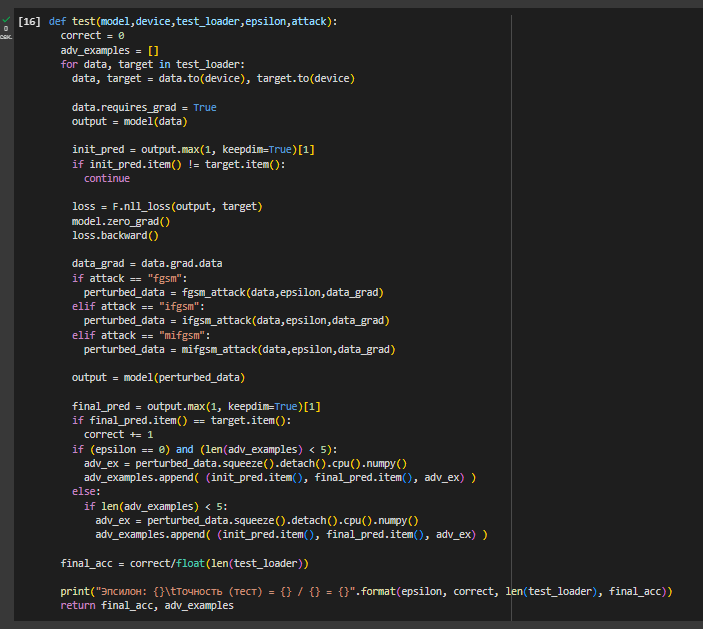 [16] def test(model,device,test_loader,epsilon,attack):
0
сек.
correct = 0
adv_examples = []
for data, target in test_loader:
data, target = data.to(device), target.to(device)
data.requires_grad = True
output = model(data)
init_pred = output.max(1, keepdim=True)[1]
if init_pred.item() != target.item():
continue
loss = F.nll_loss(output, target)
model.zero_grad()
loss.backward()
data_grad = data.grad.data
if attack == "fgsm":
perturbed_data = fgsm_attack(data,epsilon,data_grad)
elif attack == "ifgsm":
perturbed_data = ifgsm_attack(data,epsilon,data_grad)
elif attack == "mifgsm":
perturbed_data = mifgsm_attack(data,epsilon,data_grad)
output = model(perturbed_data)
final_pred = output.max(1, keepdim=True)[1]
if final_pred.item() == target.item():
correct += 1
if (epsilon == 0) and (len(adv_examples) < 5):
adv_ex = perturbed_data.squeeze().detach().cpu().numpy()
adv_examples.append( (init_pred.item(), final_pred.item(), adv_ex) )
else:
if len(adv_examples) < 5:
adv_ex = perturbed_data.squeeze().detach().cpu().numpy()
adv_examples.append( (init_pred.item(), final_pred.item(), adv_ex) )
final_acc = correct/float(len(test_loader))
print("Эпсилон: {}\tТочность (тест) = {} / {} = {}".format(epsilon, correct, len(test_loader), final_acc))
return final_acc, adv_examples